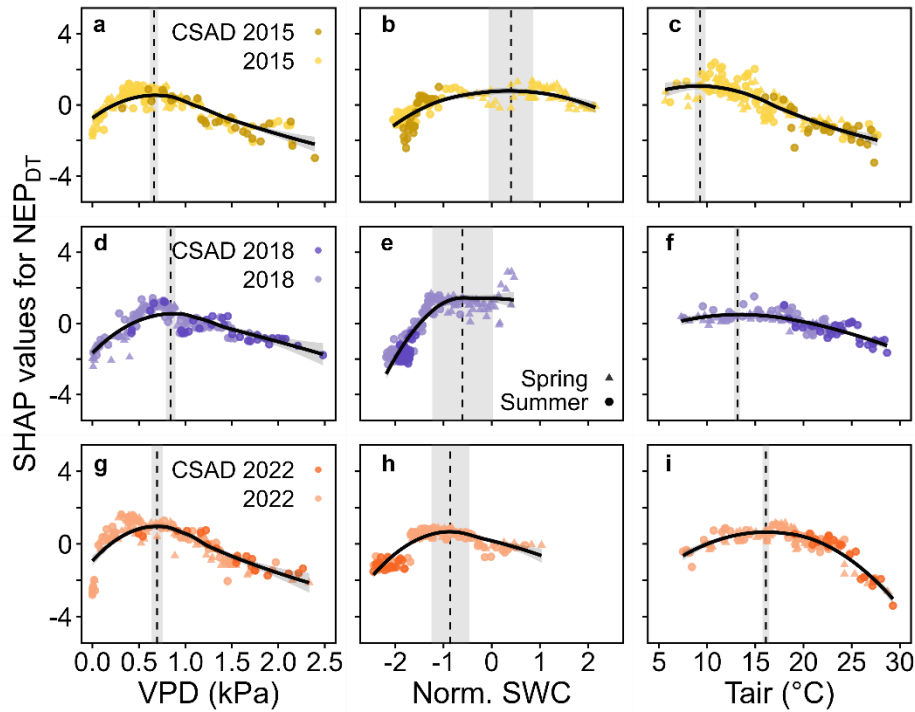 SHAP values for NEP_DT
a
CSAD 2015
2015
b
c
4
0
-4
d
CSAD 2018
2018
e
Spring
Summer
f
4
0
-4
g
CSAD 2022
2022
h
i
4
0
-4
0.0 0.5 1.0 1.5 2.0 2.5
-2 -1 0 1 2
5 10 15 20 25 30
VPD (kPa)
Norm. SWC
Tair (°C)